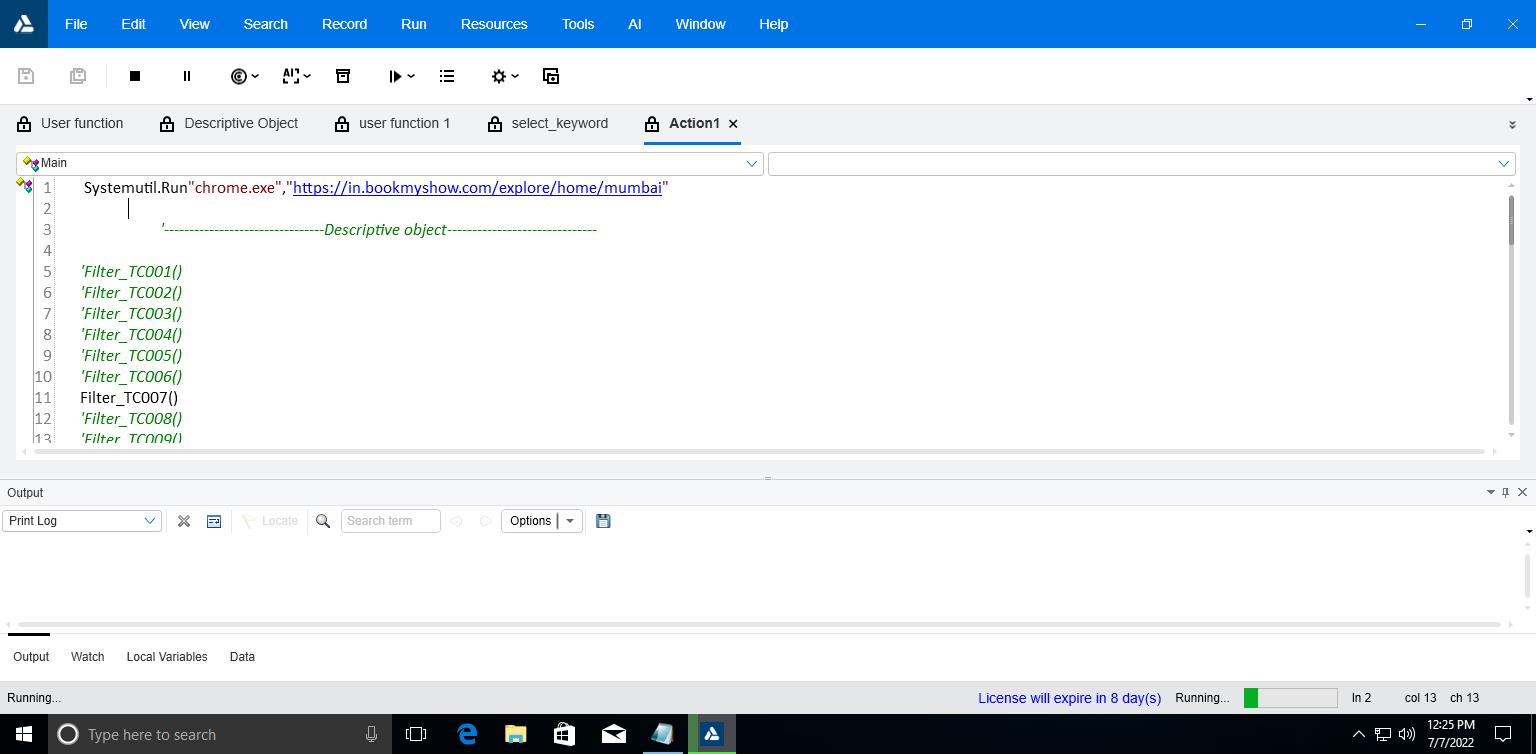 File Edit View Search Record Run Resources Tools AI Window Help
User function Descriptive Object user function 1 select_keyword Action1
Main
1 Systemutil.Run"chrome.exe","https://in.bookmyshow.com/explore/home/mumbai"
2
3 '--------------------------------Descriptive object------------------------------
4
5 'Filter_TC001()
6 'Filter_TC002()
7 'Filter_TC003()
8 'Filter_TC004()
9 'Filter_TC005()
10 'Filter_TC006()
11 Filter_TC007()
12 'Filter_TC008()
13 'Filter_TC009()
Output
Print Log Locate Search term Options
Output Watch Local Variables Data
Running... License will expire in 8 day(s) Running... ln 2 col 13 ch 13
Type here to search 12:25 PM
7/7/2022